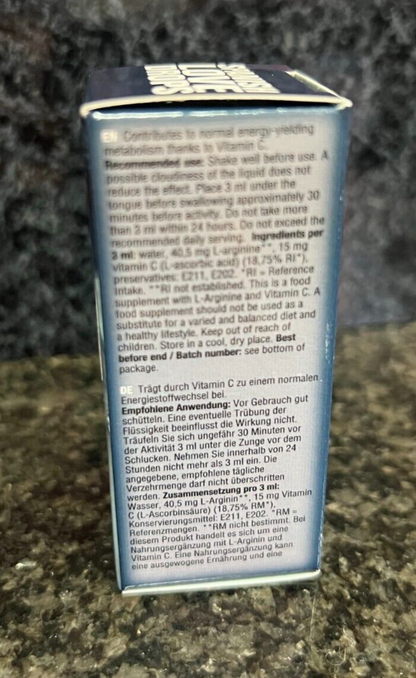 SPANISH
LOVE
DROPS
EN Contributes to normal energy-yielding
metabolism thanks to Vitamin C.
Recommended use: Shake well before use. A
possible cloudiness of the liquid does not
reduce the effect. Place 3 ml under the
tongue before swallowing approximately 30
minutes before activity. Do not take more
than 3 ml within 24 hours. Do not exceed the
recommended daily serving. Ingredients per
3 ml: water, 40,5 mg L-arginine**, 15 mg
vitamin C (L-ascorbic acid) (18,75% RI*),
preservatives: E211, E202. *RI = Reference
Intake. **RI not established. This is a food
supplement with L-Arginine and Vitamin C. A
food supplement should not be used as a
substitute for a varied and balanced diet and
a healthy lifestyle. Keep out of reach of
children. Store in a cool, dry place. Best
before end / Batch number: see bottom of
package.
DE Trägt durch Vitamin C zu einem normalen
Energiestoffwechsel bei.
Empfohlene Anwendung: Vor Gebrauch gut
schütteln. Eine eventuelle Trübung der
Flüssigkeit beeinflusst die Wirkung nicht.
Träufeln Sie sich ungefähr 30 Minuten vor
der Aktivität 3 ml unter die Zunge vor dem
Schlucken. Nehmen Sie innerhalb von 24
Stunden nicht mehr als 3 ml ein. Die
angegebene, empfohlene tägliche
Verzehrmenge darf nicht überschritten
werden. Zusammensetzung pro 3 ml:
Wasser, 40,5 mg L-Arginin**, 15 mg Vitamin
C (L-Ascorbinsäure) (18,75% RM*),
Konservierungsmittel: E211, E202. *RM =
Referenzmengen. **RM nicht bestimmt. Bei
diesem Produkt handelt es sich um eine
Nahrungsergänzung mit L-Arginin und
Vitamin C. Eine Nahrungsergänzung kann
eine ausgewogene Ernährung und eine